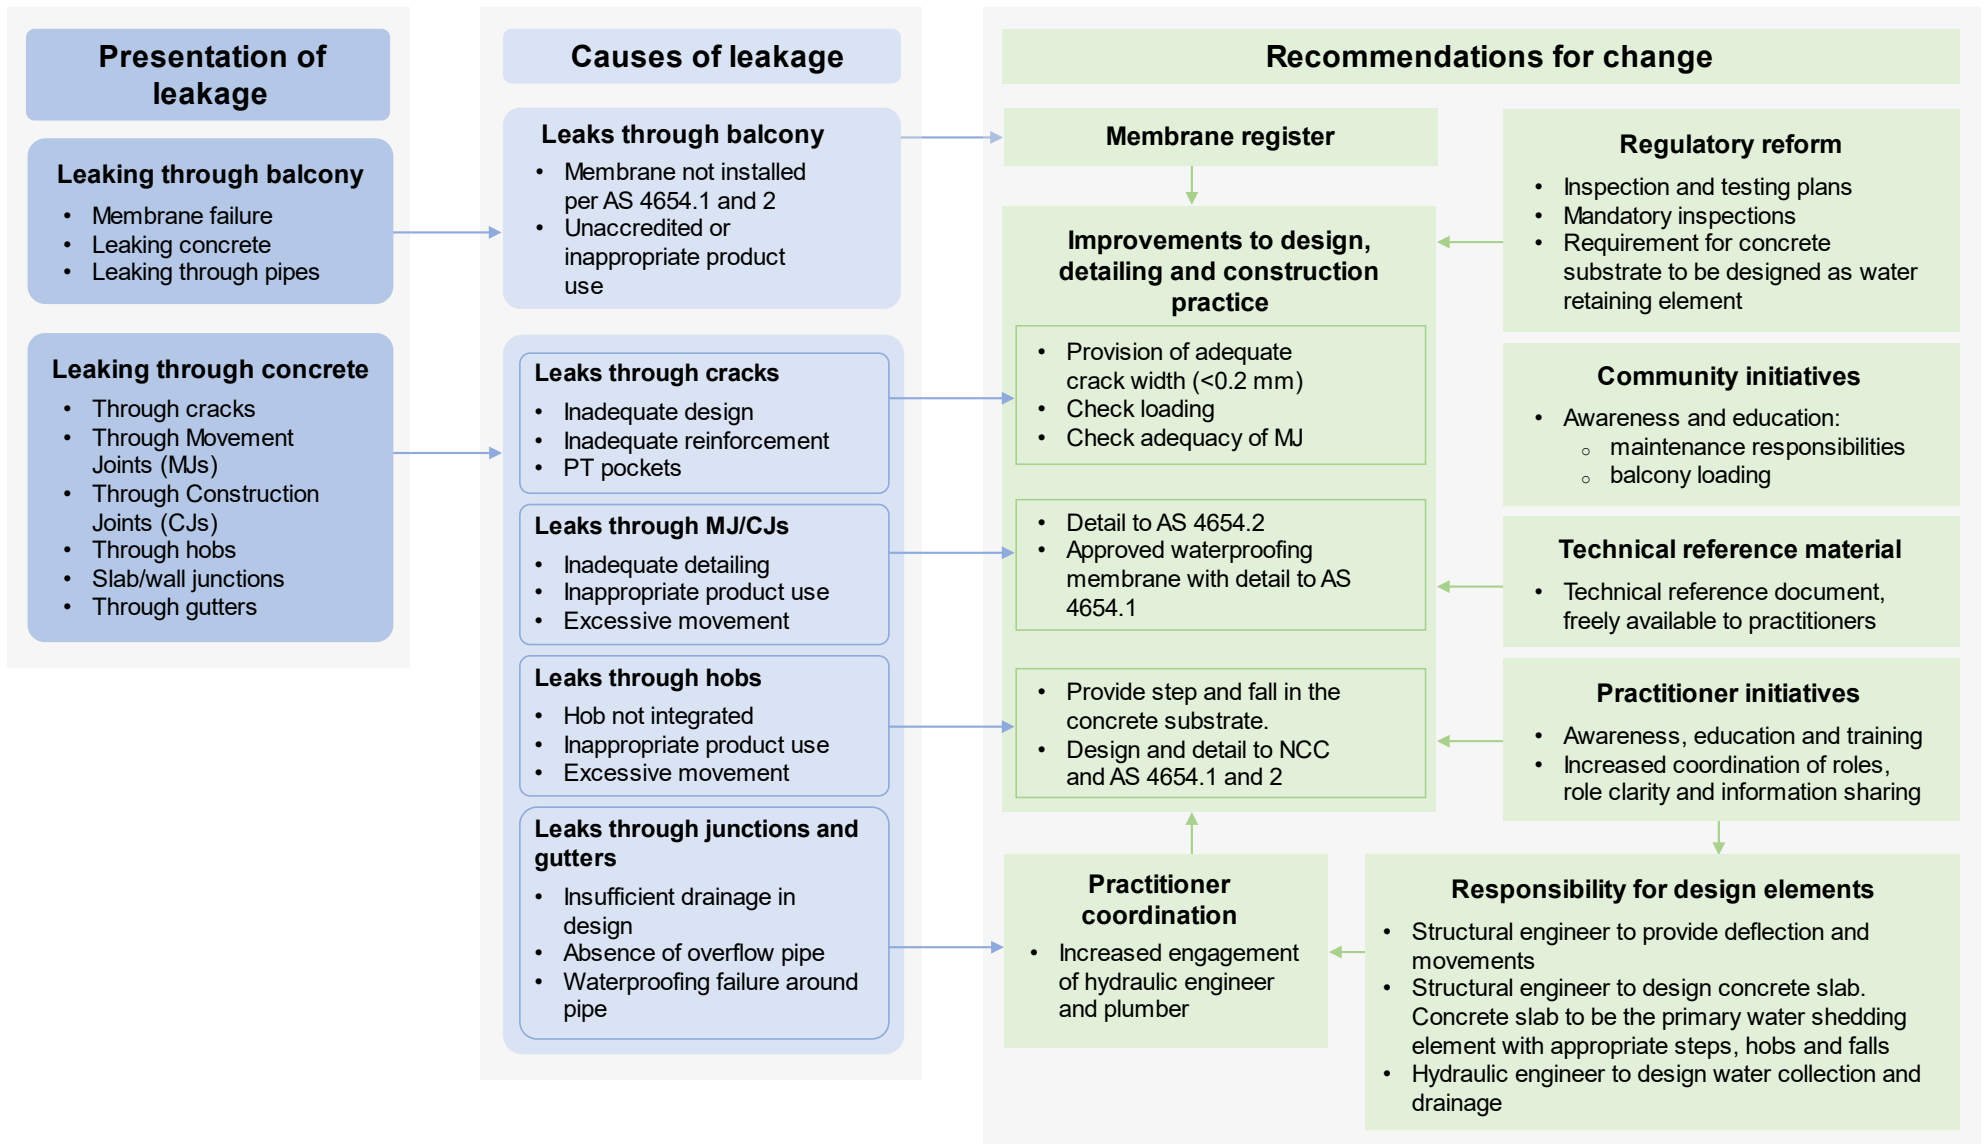 Presentation of
leakage
Leaking through balcony
• Membrane failure
• Leaking concrete
• Leaking through pipes
Leaking through concrete
• Through cracks
• Through Movement
Joints (MJs)
• Through Construction
Joints (CJs)
• Through hobs
• Slab/wall junctions
• Through gutters
Causes of leakage
Leaks through balcony
• Membrane not installed
per AS 4654.1 and 2
• Unaccredited or
inappropriate product
use
Leaks through cracks
• Inadequate design
• Inadequate reinforcement
• PT pockets
Leaks through MJ/CJs
• Inadequate detailing
• Inappropriate product use
• Excessive movement
Leaks through hobs
• Hob not integrated
• Inappropriate product use
• Excessive movement
Leaks through junctions and
gutters
• Insufficient drainage in
design
• Absence of overflow pipe
• Waterproofing failure around
pipe
Recommendations for change
Membrane register
Improvements to design,
detailing and construction
practice
• Provision of adequate
crack width (<0.2 mm)
• Check loading
• Check adequacy of MJ
• Detail to AS 4654.2
• Approved waterproofing
membrane with detail to AS
4654.1
• Provide step and fall in the
concrete substrate.
• Design and detail to NCC
and AS 4654.1 and 2
Practitioner
coordination
• Increased engagement
of hydraulic engineer
and plumber
Regulatory reform
• Inspection and testing plans
• Mandatory inspections
• Requirement for concrete
substrate to be designed as water
retaining element
Community initiatives
• Awareness and education:
o maintenance responsibilities
o balcony loading
Technical reference material
• Technical reference document,
freely available to practitioners
Practitioner initiatives
• Awareness, education and training
• Increased coordination of roles,
role clarity and information sharing
Responsibility for design elements
• Structural engineer to provide deflection and
movements
• Structural engineer to design concrete slab.
Concrete slab to be the primary water shedding
element with appropriate steps, hobs and falls
• Hydraulic engineer to design water collection and
drainage